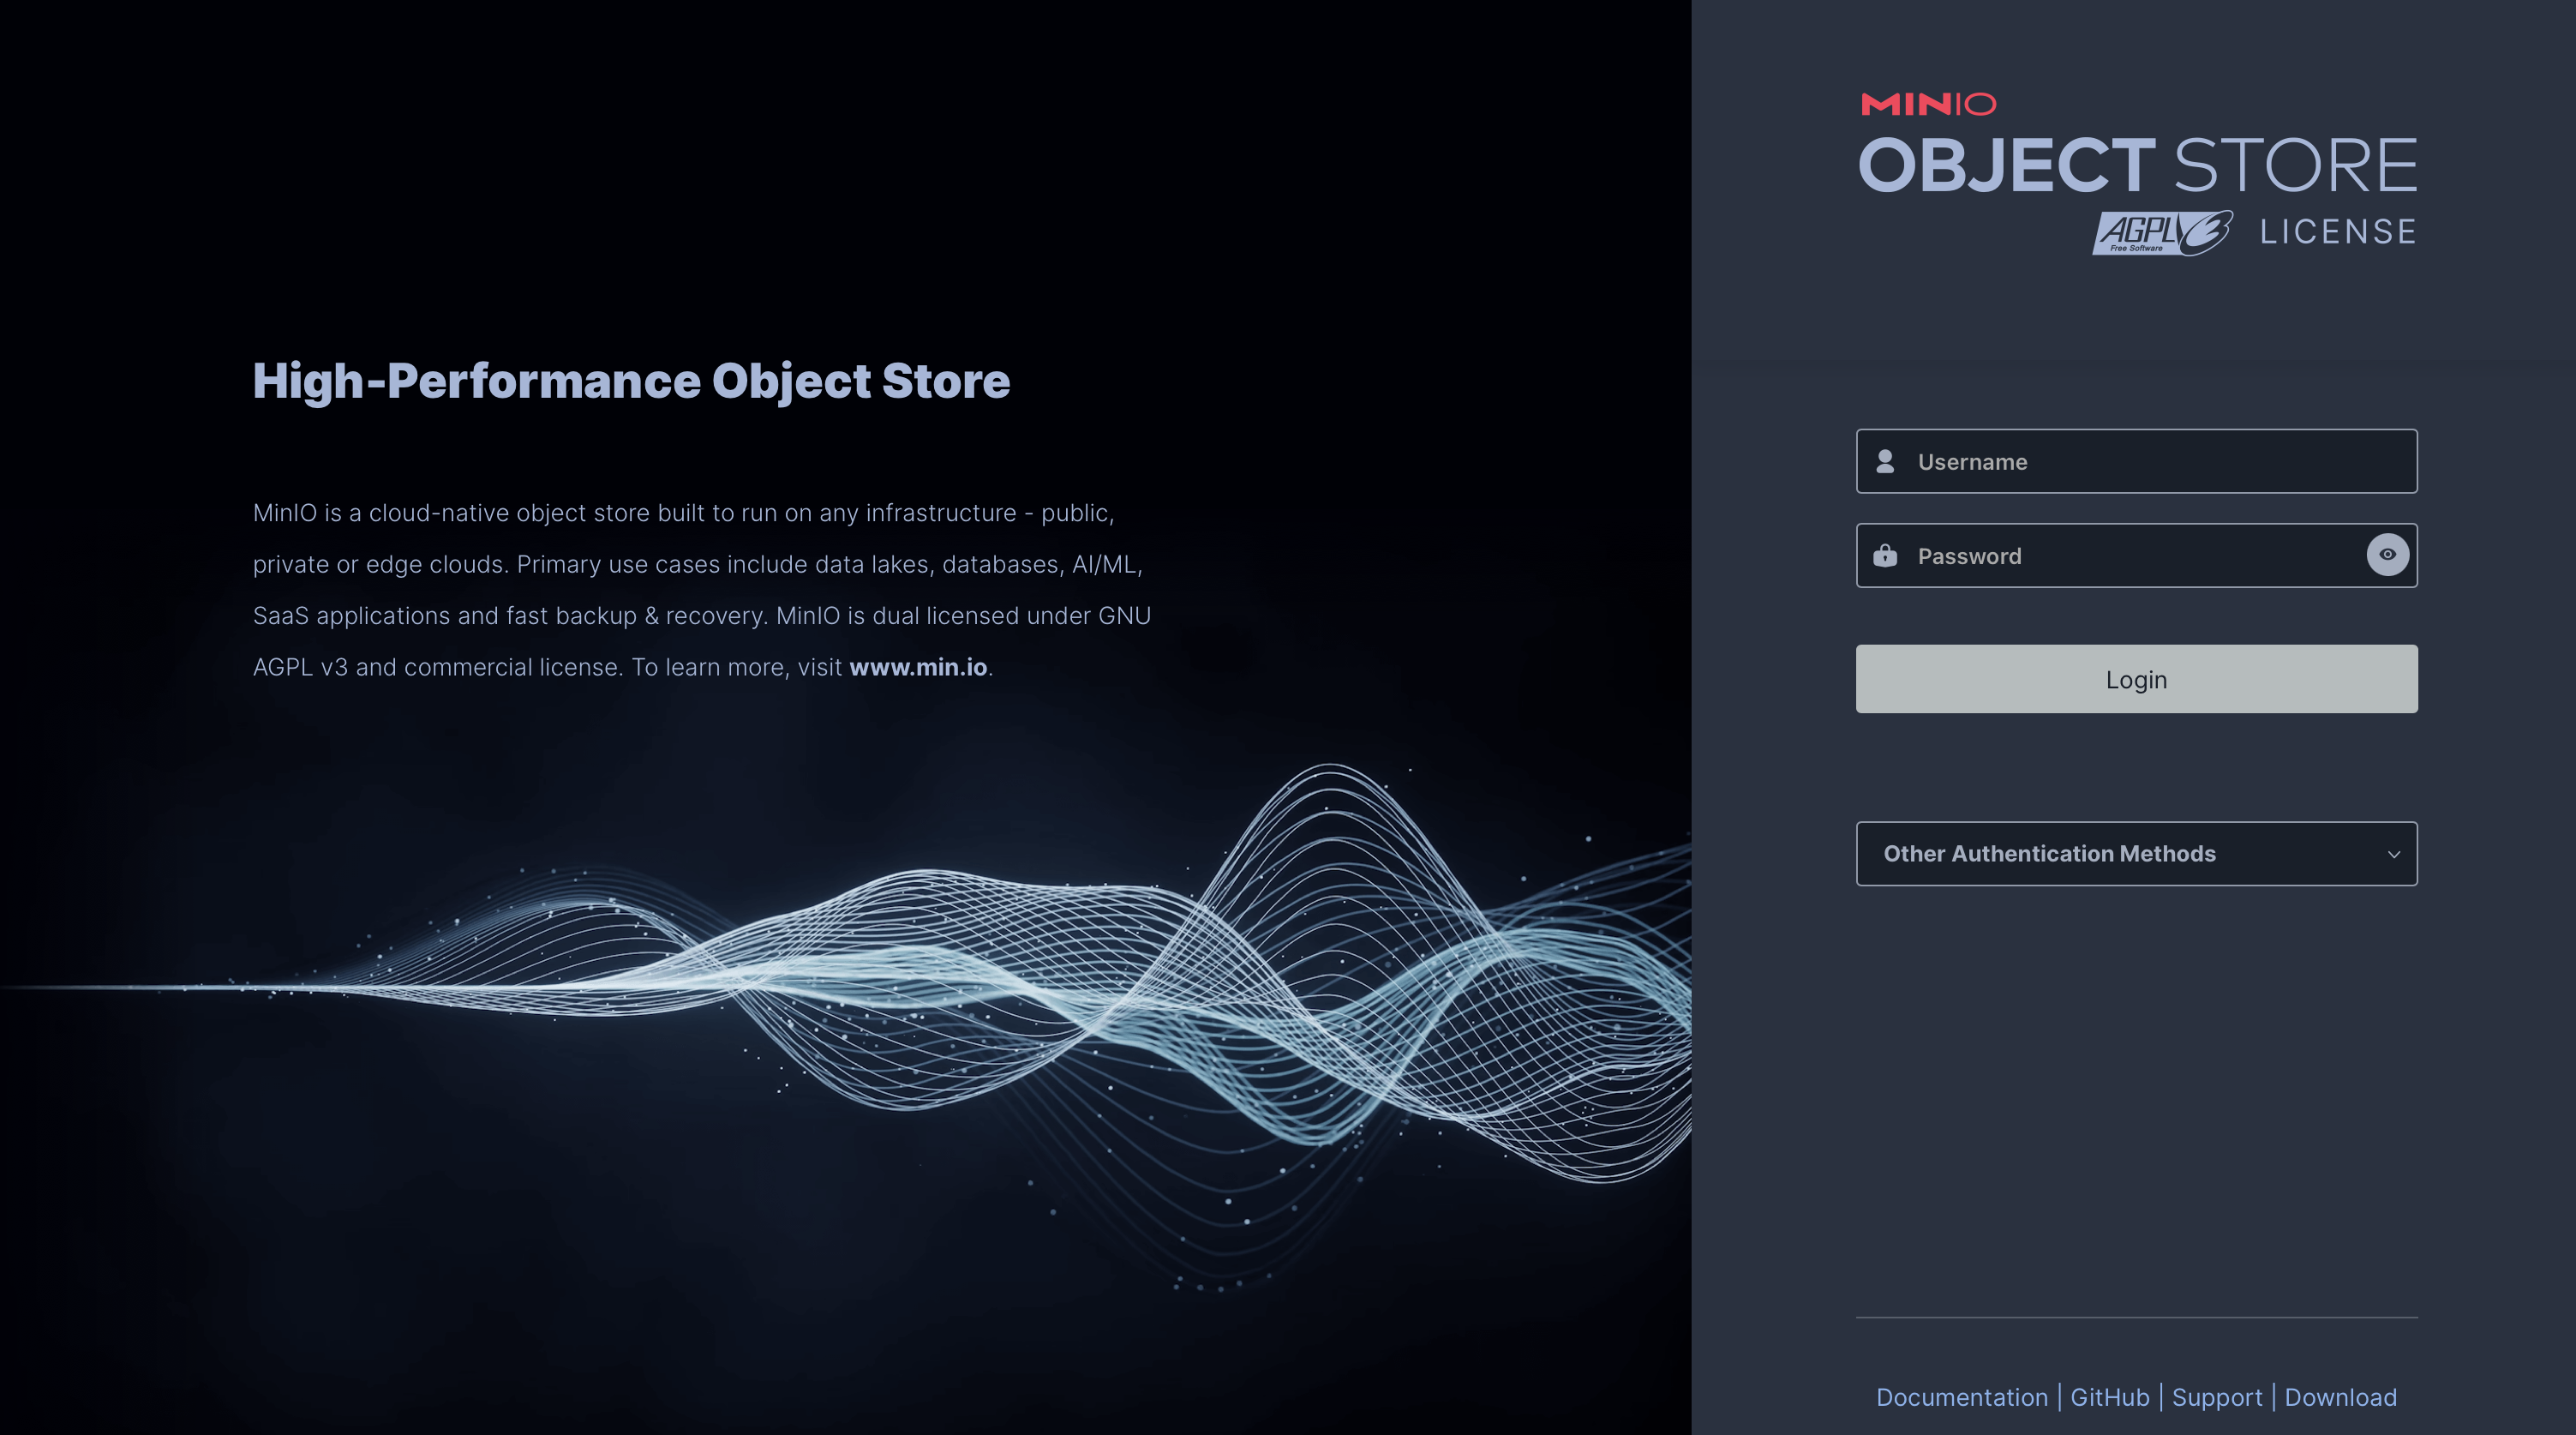 High-Performance Object Store
MinIO is a cloud-native object store built to run on any infrastructure - public,
private or edge clouds. Primary use cases include data lakes, databases, AI/ML,
SaaS applications and fast backup & recovery. MinIO is dual licensed under GNU
AGPL v3 and commercial license. To learn more, visit www.min.io.
MINIO
OBJECT STORE
AGPLv3 LICENSE
Free Software
Username
Password
Login
Other Authentication Methods
Documentation | GitHub | Support | Download